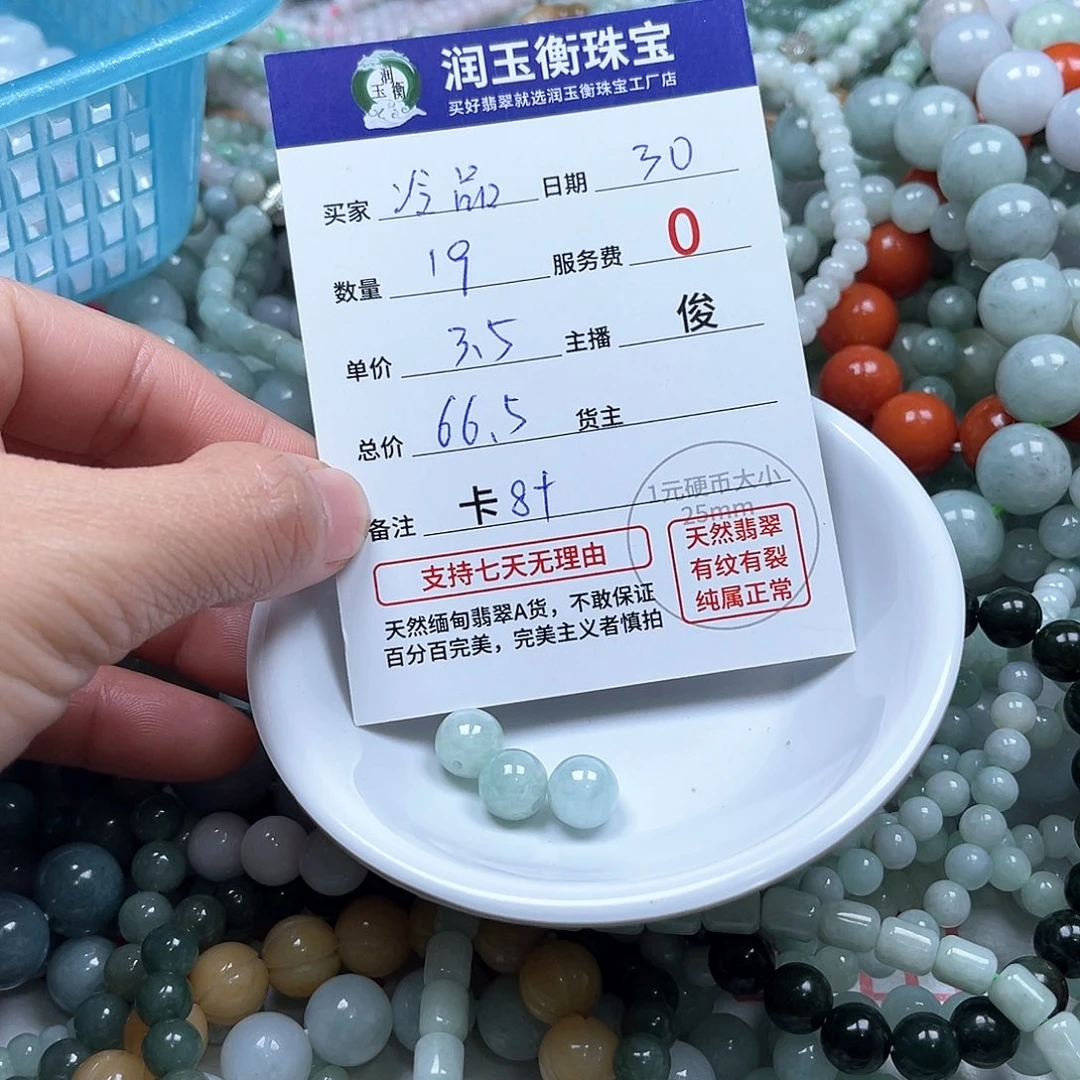 润玉衡
润玉衡珠宝
买好翡翠就选润玉衡珠宝工厂店
买家 冷品 日期 30
数量 19 服务费 0
单价 3.5 主播 俊
总价 66.5 货主
备注 卡8+
1元硬币大小
25mm
支持七天无理由
天然翡翠
有纹有裂
纯属正常
天然缅甸翡翠A货，不敢保证
百分百完美，完美主义者慎拍